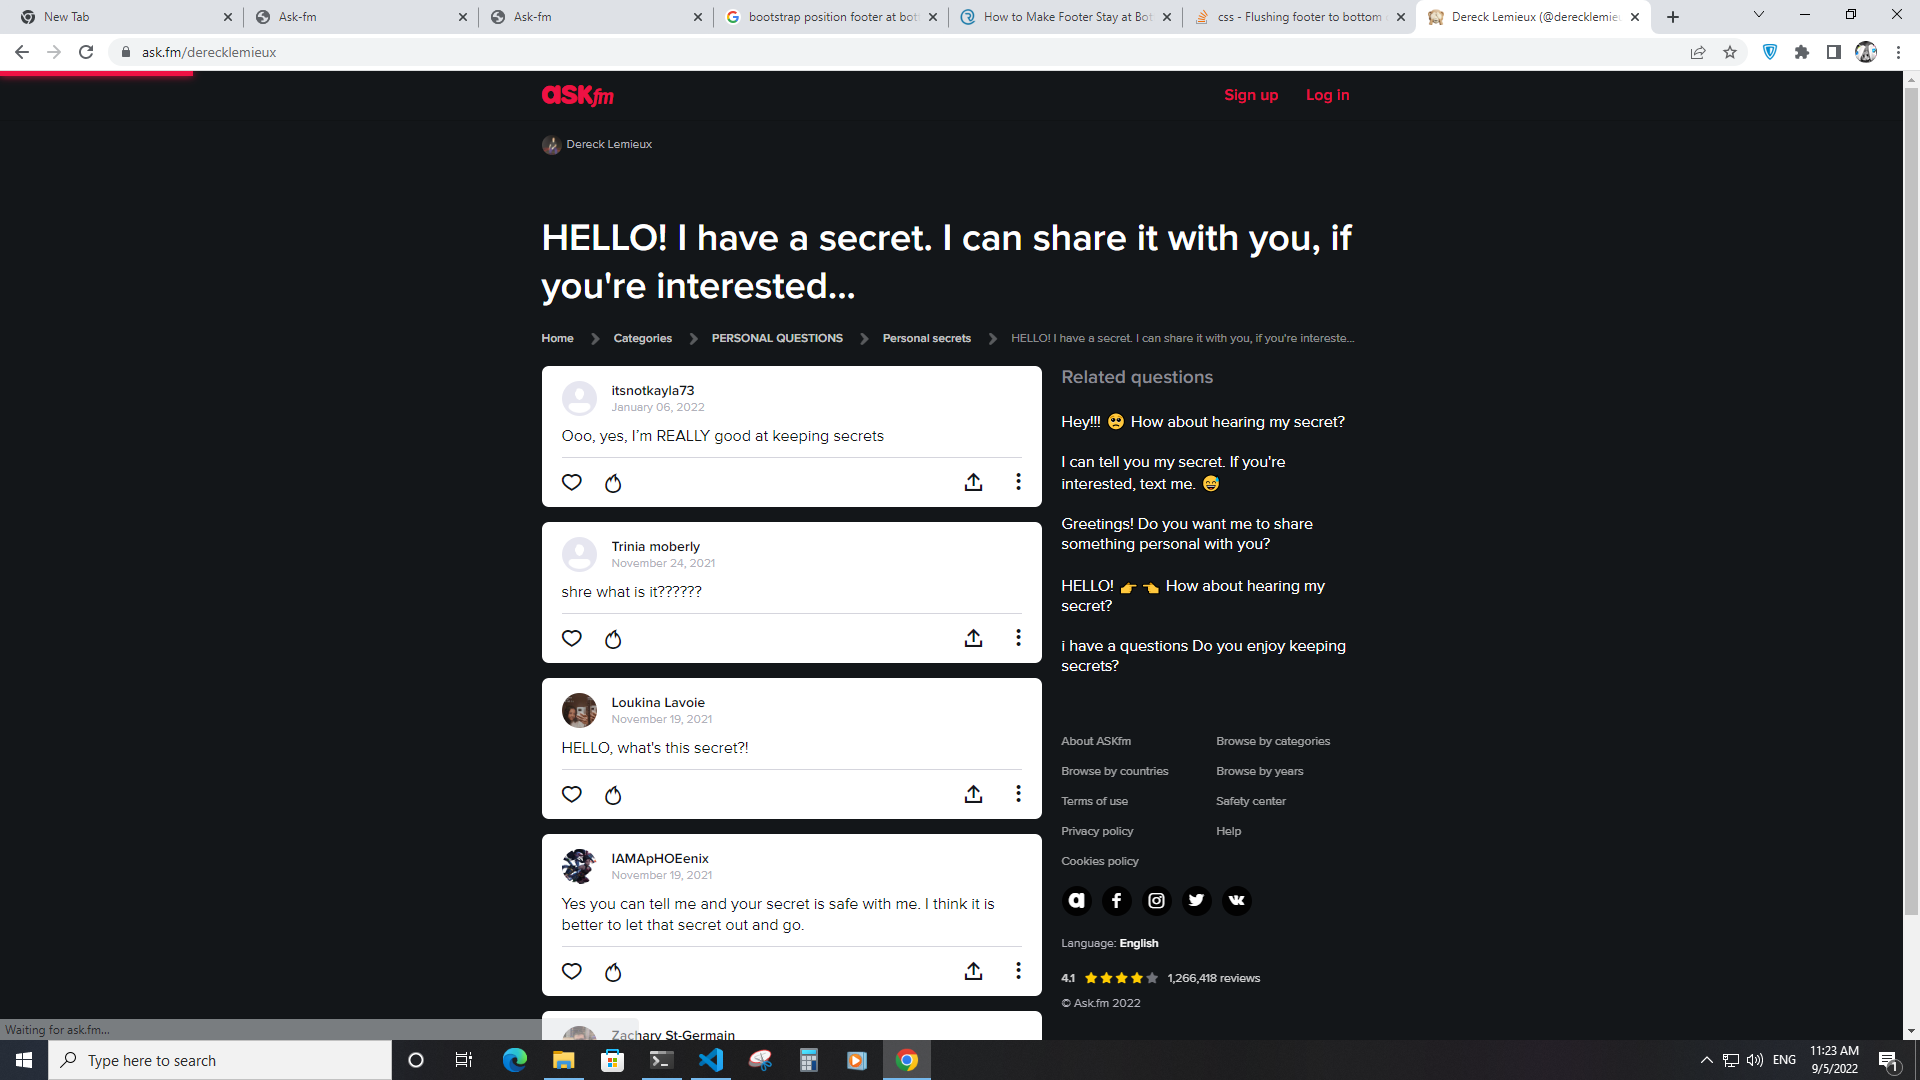 New Tab
Ask-fm
Ask-fm
bootstrap position footer at bot
How to Make Footer Stay at Bot
css - Flushing footer to bottom
Dereck Lemieux (@derecklemie
ask.fm/derecklemieux
ASKfm
Sign up
Log in
Dereck Lemieux
HELLO! I have a secret. I can share it with you, if
you're interested...
Home
Categories
PERSONAL QUESTIONS
Personal secrets
HELLO! I have a secret. I can share it with you, if you're intereste...
itsnotkayla73
January 06, 2022
Ooo, yes, I’m REALLY good at keeping secrets
Trinia moberly
November 24, 2021
shre what is it??????
Loukina Lavoie
November 19, 2021
HELLO, what's this secret?!
IAMApHOEenix
November 19, 2021
Yes you can tell me and your secret is safe with me. I think it is
better to let that secret out and go.
Zachary St-Germain
Related questions
Hey!!! 🥺 How about hearing my secret?
I can tell you my secret. If you're
interested, text me. 😅
Greetings! Do you want me to share
something personal with you?
HELLO! 👉 👈 How about hearing my
secret?
i have a questions Do you enjoy keeping
secrets?
About ASKfm
Browse by categories
Browse by countries
Browse by years
Terms of use
Safety center
Privacy policy
Help
Cookies policy
Language: English
4.1
1,266,418 reviews
© Ask.fm 2022
Waiting for ask.fm...
Type here to search
ENG
11:23 AM
9/5/2022
1